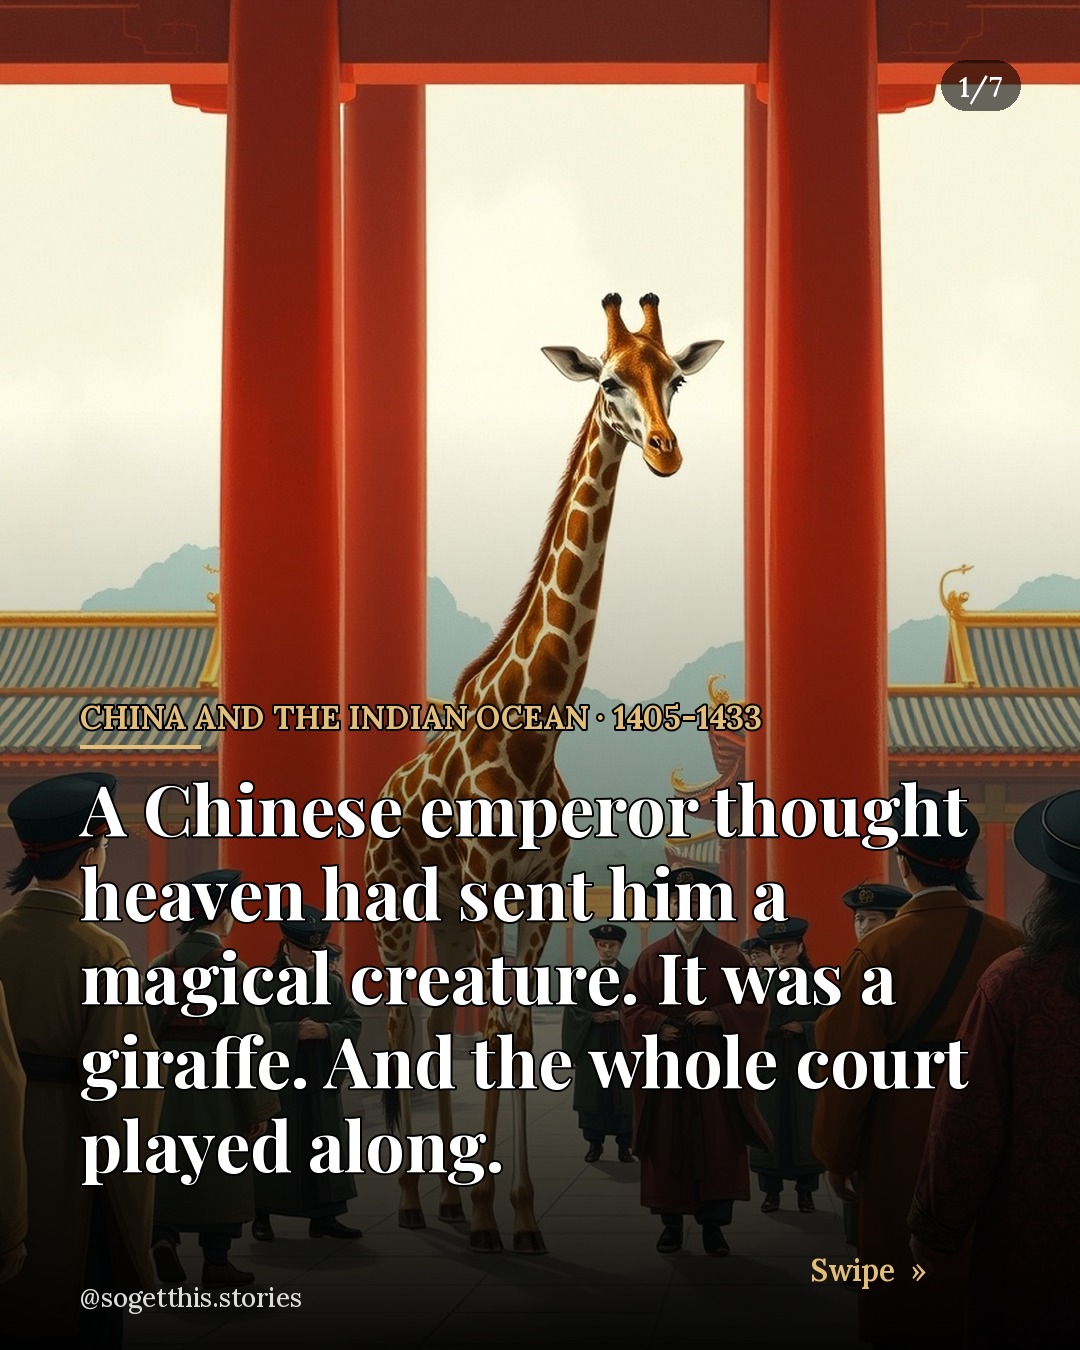 1/7
CHINA AND THE INDIAN OCEAN · 1405–1433
A Chinese emperor thought
heaven had sent him a
magical creature. It was a
giraffe. And the whole court
played along.
Swipe »
@sogetthis.stories